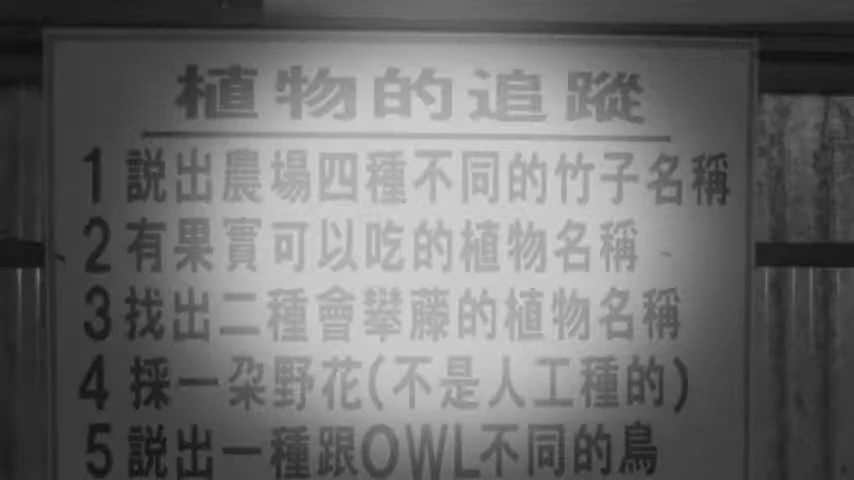 植物的追蹤
1 説出農場四種不同的竹子名稱
2 有果實可以吃的植物名稱
3 找出二種會攀藤的植物名稱
4 採一朶野花(不是人工種的)
5 説出一種跟OWL不同的鳥